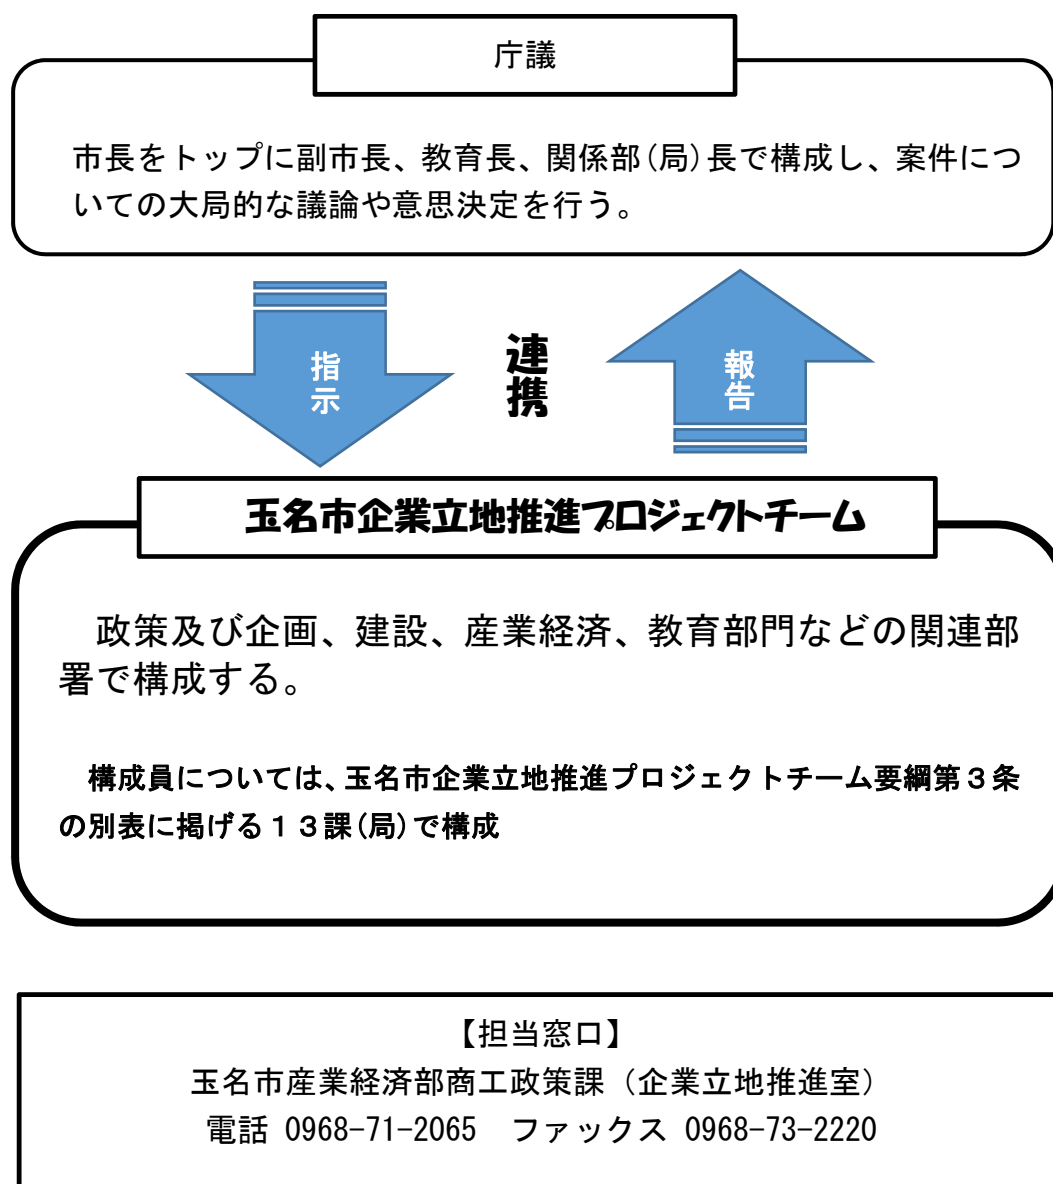 庁議
市長をトップに副市長、教育長、関係部(局)長で構成し、案件につ
いての大局的な議論や意思決定を行う。
指示
連携
報告
玉名市企業立地推進プロジェクトチーム
政策及び企画、建設、産業経済、教育部門などの関連部
署で構成する。
構成員については、玉名市企業立地推進プロジェクトチーム要綱第３条
の別表に掲げる１３課(局)で構成
【担当窓口】
玉名市産業経済部商工政策課（企業立地推進室）
電話 0968-71-2065　ファックス 0968-73-2220